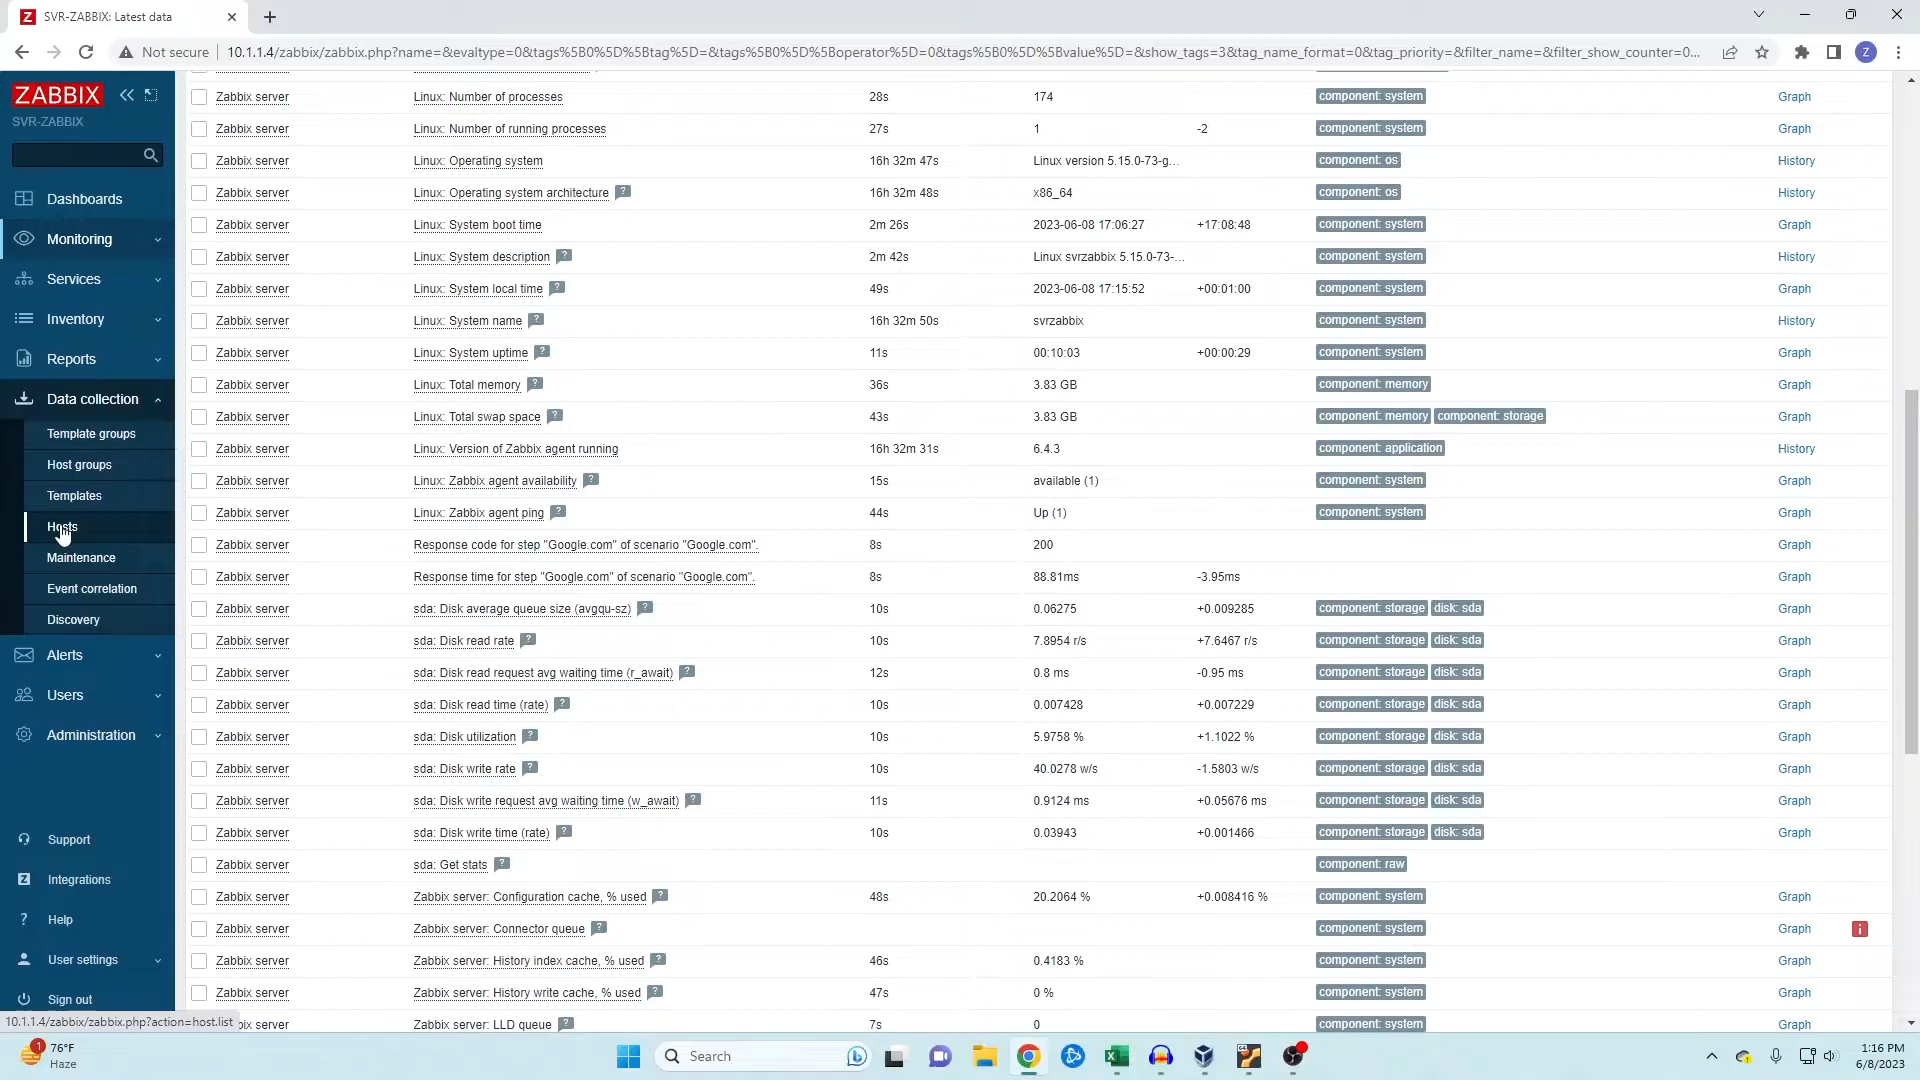 SVR-ZABBIX: Latest data
Not secure 10.1.1.4/zabbix/zabbix.php?name=&evaltype=0&tags%5B0%5D%5Btag%5D=&tags%5B0%5D%5Boperator%5D=0&tags%5B0%5D%5Bvalue%5D=&show_tags=3&tag_name_format=0&tag_priority=&filter_name=&filter_show_counter=0... Z
ZABBIX
SVR-ZABBIX
Dashboards
Monitoring
Services
Inventory
Reports
Data collection
Template groups
Host groups
Templates
Hosts
Maintenance
Event correlation
Discovery
Alerts
Users
Administration
Support
Integrations
Help
User settings
Sign out
10.1.1.4/zabbix/zabbix.php?action=host.list
Zabbix server Linux: Number of processes 28s 174 component: system Graph
Zabbix server Linux: Number of running processes 27s 1 -2 component: system Graph
Zabbix server Linux: Operating system 16h 32m 47s Linux version 5.15.0-73-g... component: os History
Zabbix server Linux: Operating system architecture ? 16h 32m 48s x86_64 component: os History
Zabbix server Linux: System boot time 2m 26s 2023-06-08 17:06:27 +17:08:48 component: system Graph
Zabbix server Linux: System description ? 2m 42s Linux svrzabbix 5.15.0-73-... component: system History
Zabbix server Linux: System local time ? 49s 2023-06-08 17:15:52 +00:01:00 component: system Graph
Zabbix server Linux: System name ? 16h 32m 50s svrzabbix component: system History
Zabbix server Linux: System uptime ? 11s 00:10:03 +00:00:29 component: system Graph
Zabbix server Linux: Total memory ? 36s 3.83 GB component: memory Graph
Zabbix server Linux: Total swap space ? 43s 3.83 GB component: memory component: storage Graph
Zabbix server Linux: Version of Zabbix agent running 16h 32m 31s 6.4.3 component: application History
Zabbix server Linux: Zabbix agent availability ? 15s available (1) component: system Graph
Zabbix server Linux: Zabbix agent ping ? 44s Up (1) component: system Graph
Zabbix server Response code for step "Google.com" of scenario "Google.com". 8s 200 Graph
Zabbix server Response time for step "Google.com" of scenario "Google.com". 8s 88.81ms -3.95ms Graph
Zabbix server sda: Disk average queue size (avgqu-sz) ? 10s 0.06275 +0.009285 component: storage disk: sda Graph
Zabbix server sda: Disk read rate ? 10s 7.8954 r/s +7.6467 r/s component: storage disk: sda Graph
Zabbix server sda: Disk read request avg waiting time (r_await) ? 12s 0.8 ms -0.95 ms component: storage disk: sda Graph
Zabbix server sda: Disk read time (rate) ? 10s 0.007428 +0.007229 component: storage disk: sda Graph
Zabbix server sda: Disk utilization ? 10s 5.9758 % +1.1022 % component: storage disk: sda Graph
Zabbix server sda: Disk write rate ? 10s 40.0278 w/s -1.5803 w/s component: storage disk: sda Graph
Zabbix server sda: Disk write request avg waiting time (w_await) ? 11s 0.9124 ms +0.05676 ms component: storage disk: sda Graph
Zabbix server sda: Disk write time (rate) ? 10s 0.03943 +0.001466 component: storage disk: sda Graph
Zabbix server sda: Get stats ? component: raw
Zabbix server Zabbix server: Configuration cache, % used ? 48s 20.2064 % +0.008416 % component: system Graph
Zabbix server Zabbix server: Connector queue ? component: system Graph i
Zabbix server Zabbix server: History index cache, % used ? 46s 0.4183 % component: system Graph
Zabbix server Zabbix server: History write cache, % used ? 47s 0 % component: system Graph
bix server Zabbix server: LLD queue ? 7s 0 component: system Graph
1 76°F
Haze
Search
1:16 PM
6/8/2023